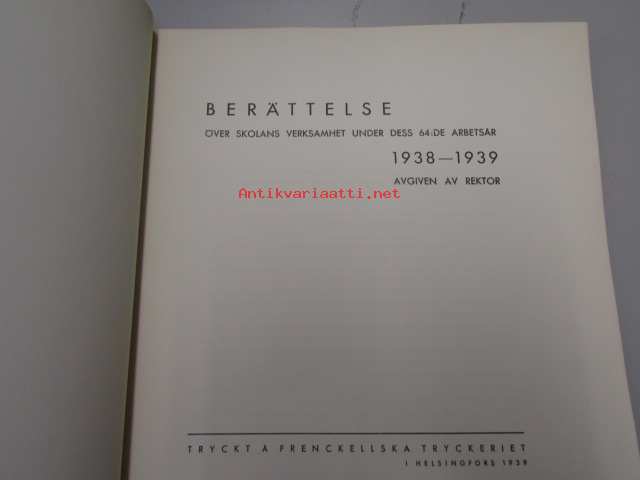 BERÄTTELSE
ÖVER SKOLANS VERKSAMHET UNDER DESS 64:DE ARBETSÅR
1938—1939
AVGIVEN AV REKTOR
Antikvariaatti.net
TRYCKT Å FRENCKELLSKA TRYCKERIET
I HELSINGFORS 1939